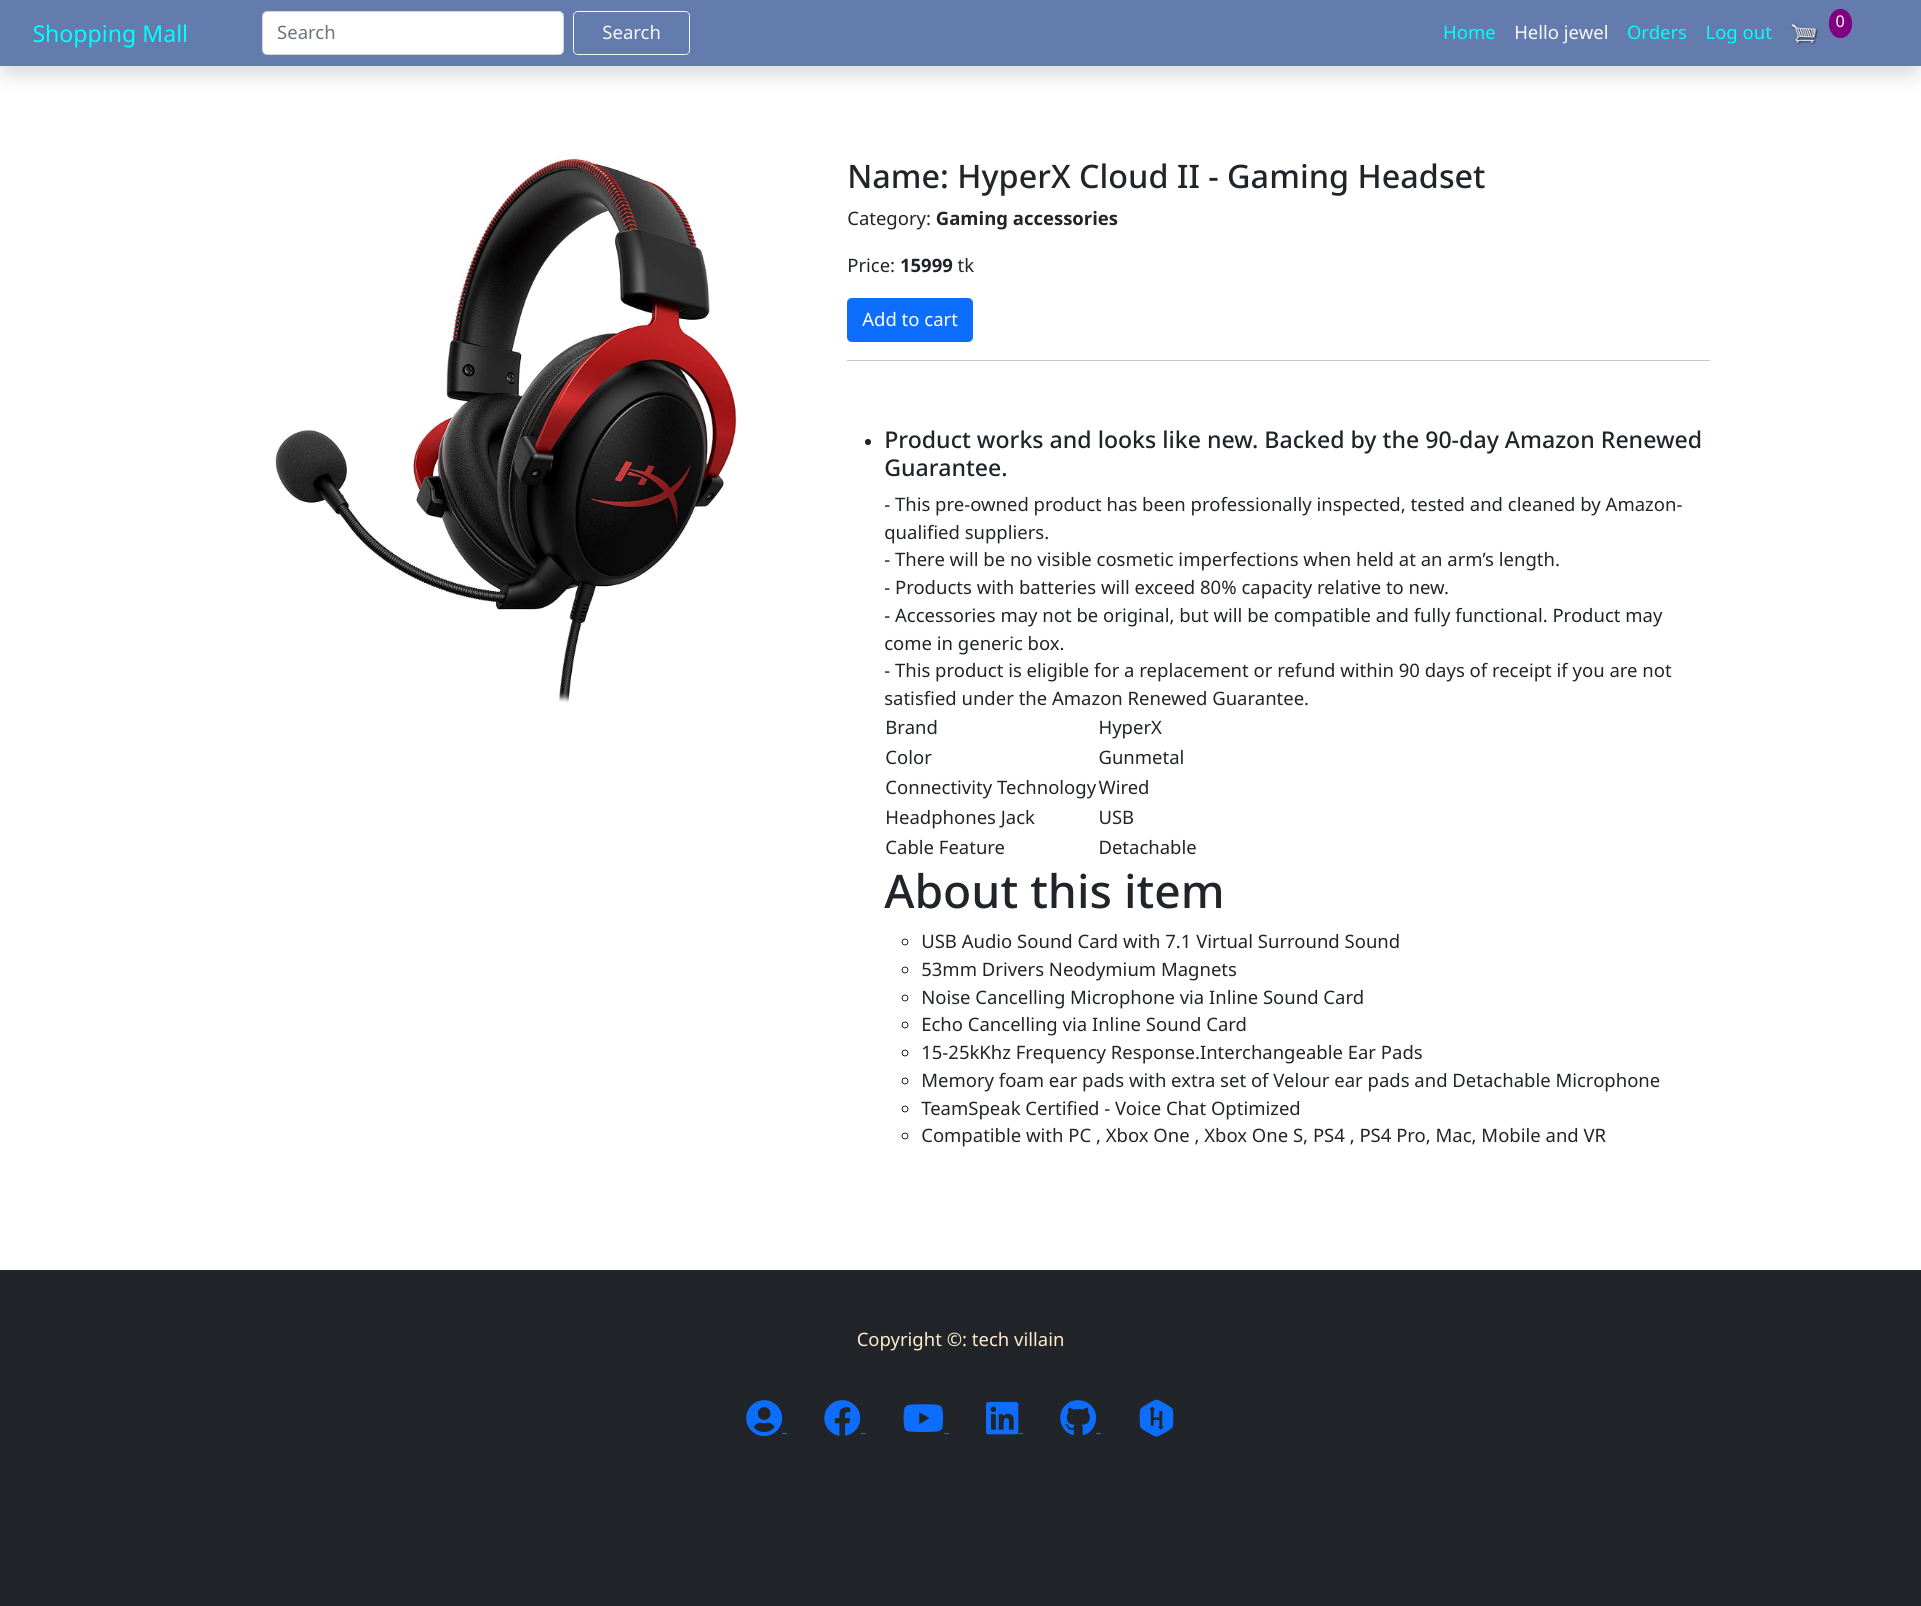 Shopping Mall
Search
Search
Home
Hello jewel
Orders
Log out
0
Name: HyperX Cloud II - Gaming Headset
Category: Gaming accessories
Price: 15999 tk
Add to cart
HX
Product works and looks like new. Backed by the 90-day Amazon Renewed
Guarantee.
- This pre-owned product has been professionally inspected, tested and cleaned by Amazon-
qualified suppliers.
- There will be no visible cosmetic imperfections when held at an arm’s length.
- Products with batteries will exceed 80% capacity relative to new.
- Accessories may not be original, but will be compatible and fully functional. Product may
come in generic box.
- This product is eligible for a replacement or refund within 90 days of receipt if you are not
satisfied under the Amazon Renewed Guarantee.
Brand HyperX
Color Gunmetal
Connectivity Technology Wired
Headphones Jack USB
Cable Feature Detachable
About this item
USB Audio Sound Card with 7.1 Virtual Surround Sound
53mm Drivers Neodymium Magnets
Noise Cancelling Microphone via Inline Sound Card
Echo Cancelling via Inline Sound Card
15-25kKhz Frequency Response.Interchangeable Ear Pads
Memory foam ear pads with extra set of Velour ear pads and Detachable Microphone
TeamSpeak Certified - Voice Chat Optimized
Compatible with PC , Xbox One , Xbox One S, PS4 , PS4 Pro, Mac, Mobile and VR
Copyright ©: tech villain